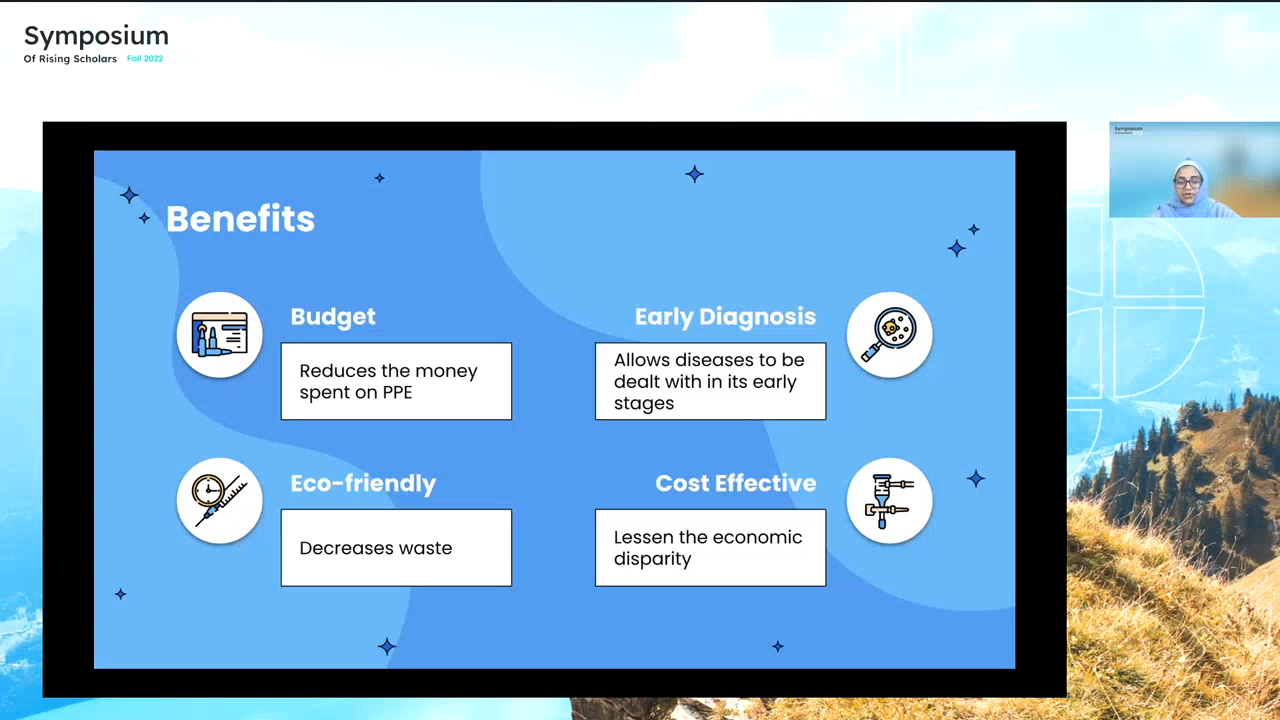 Symposium
Of Rising Scholars Fall 2022
Symposium
Benefits
Budget
Reduces the money
spent on PPE
Early Diagnosis
Allows diseases to be
dealt with in its early
stages
Eco-friendly
Decreases waste
Cost Effective
Lessen the economic
disparity